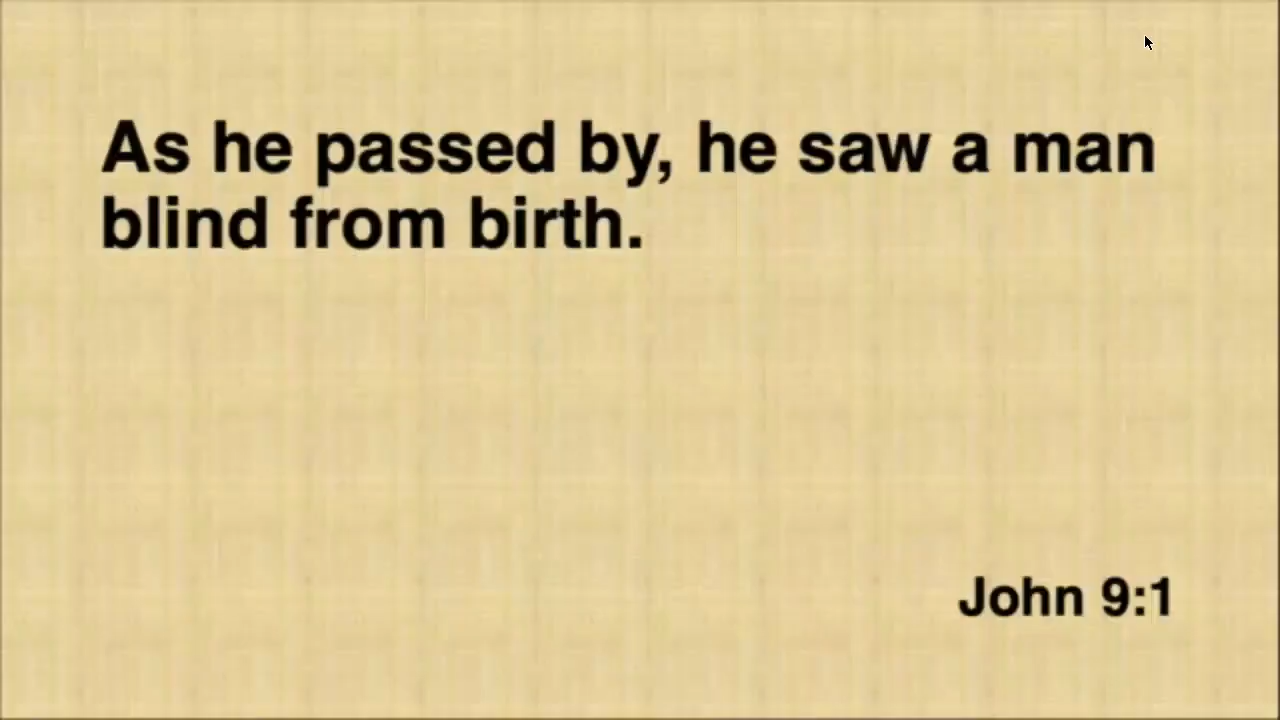 As he passed by, he saw a man
blind from birth.
John 9:1